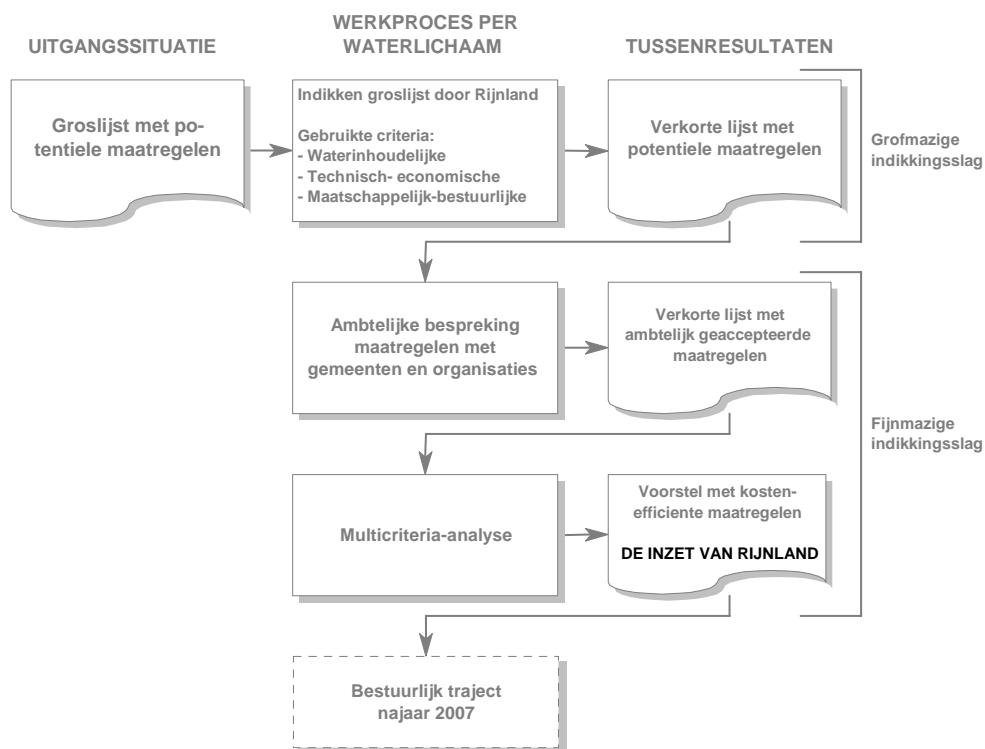 UITGANGSSITUATIE
WERKPROCES PER
WATERLICHAAM
TUSSENRESULTATEN
Groslijst met po-
tentiele maatregelen
Indikken groslijst door Rijnland
Gebruikte criteria:
- Waterinhoudelijke
- Technisch- economische
- Maatschappelijk-bestuurlijke
Verkorte lijst met
potentiele maatregelen
Grofmazige
indikkingsslag
Ambtelijke bespreking
maatregelen met
gemeenten en organisaties
Verkorte lijst met
ambtelijk geaccepteerde
maatregelen
Fijnmazige
indikkingsslag
Multicriteria-analyse
Voorstel met kosten-
efficiente maatregelen
DE INZET VAN RIJNLAND
Bestuurlijk traject
najaar 2007